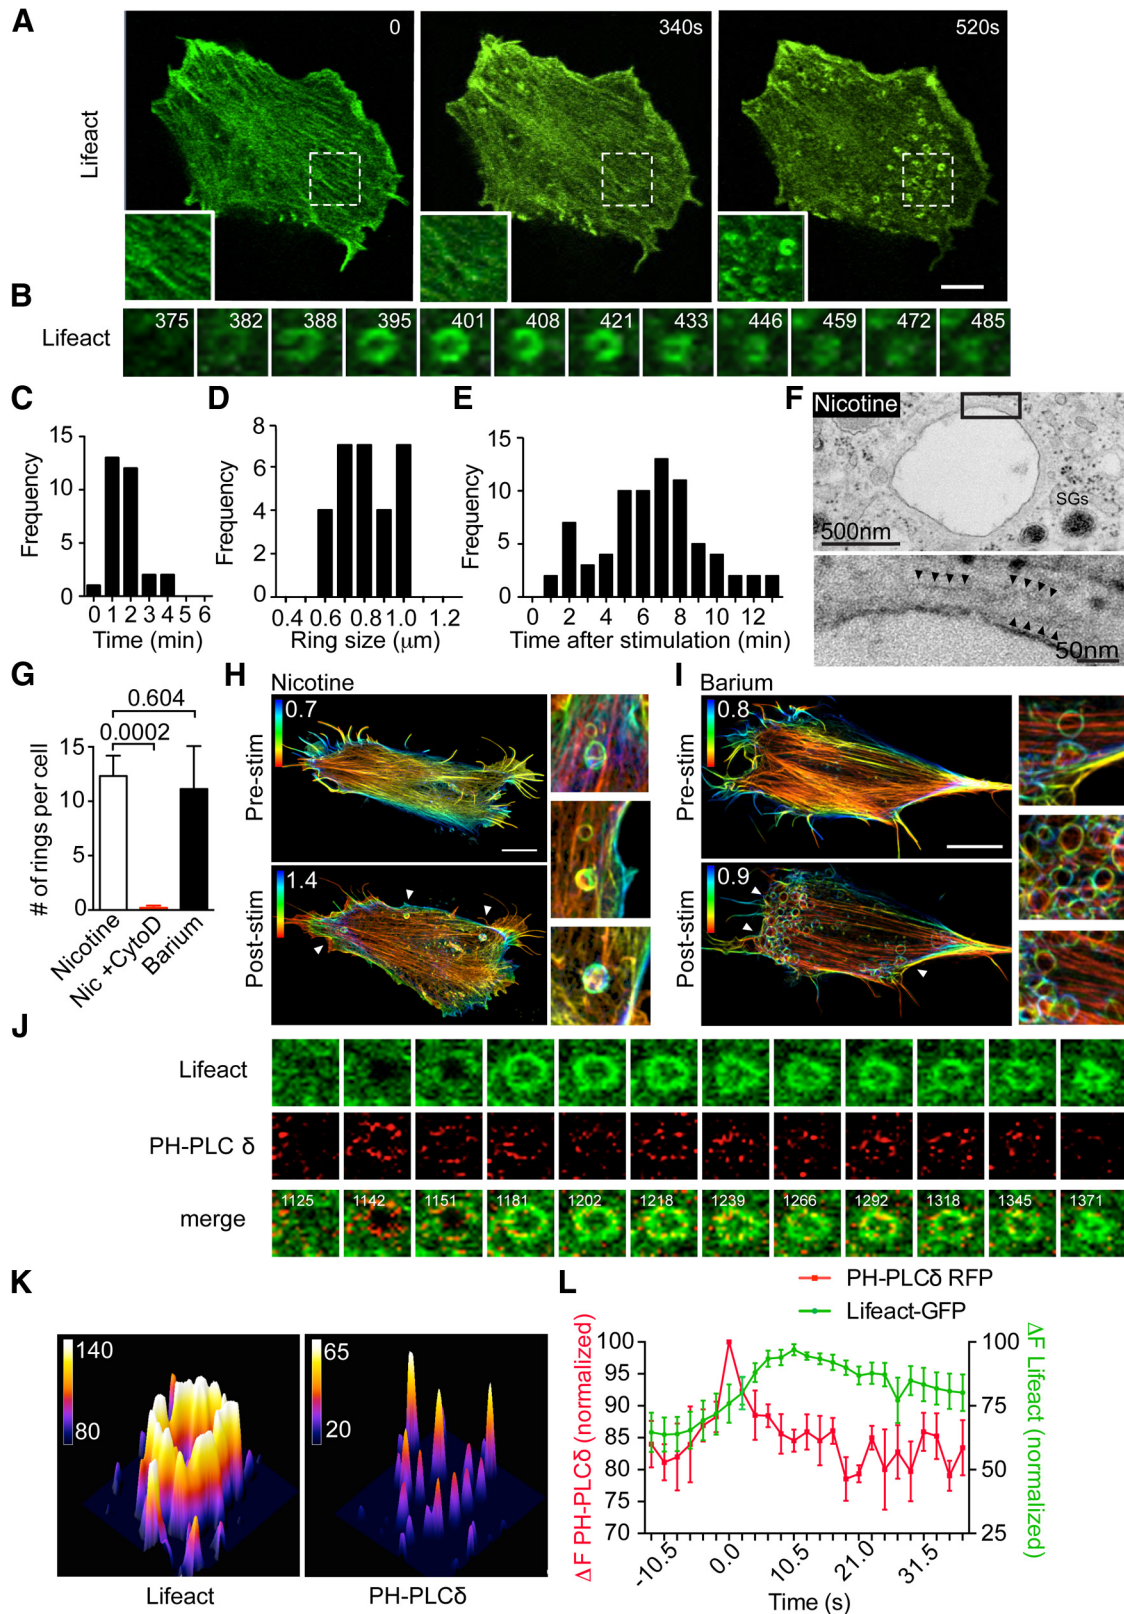 A
Lifeact
0
340s
520s
B
Lifeact
375
382
388
395
401
408
421
433
446
459
472
485
C
Frequency
15
10
5
0
0 1 2 3 4 5 6
Time (min)
D
Frequency
8
6
4
2
0
0.4 0.6 0.8 1.0 1.2
Ring size (μm)
E
Frequency
15
10
5
0
0 2 4 6 8 10 12
Time after stimulation (min)
F
Nicotine
SGs
500nm
50nm
G
0.604
0.0002
# of rings per cell
15
10
5
0
Nicotine
Nic +CytoD
Barium
H
Nicotine
Pre-stim
0.7
Post-stim
1.4
I
Barium
Pre-stim
0.8
Post-stim
0.9
J
Lifeact
PH-PLC δ
merge
1125
1142
1151
1181
1202
1218
1239
1266
1292
1318
1345
1371
K
140
80
Lifeact
65
20
PH-PLCδ
L
PH-PLCδ RFP
Lifeact-GFP
ΔF PH-PLCδ (normalized)
100
95
90
85
80
75
70
ΔF Lifeact (normalized)
100
75
50
25
-10.5 0.0 10.5 21.0 31.5
Time (s)